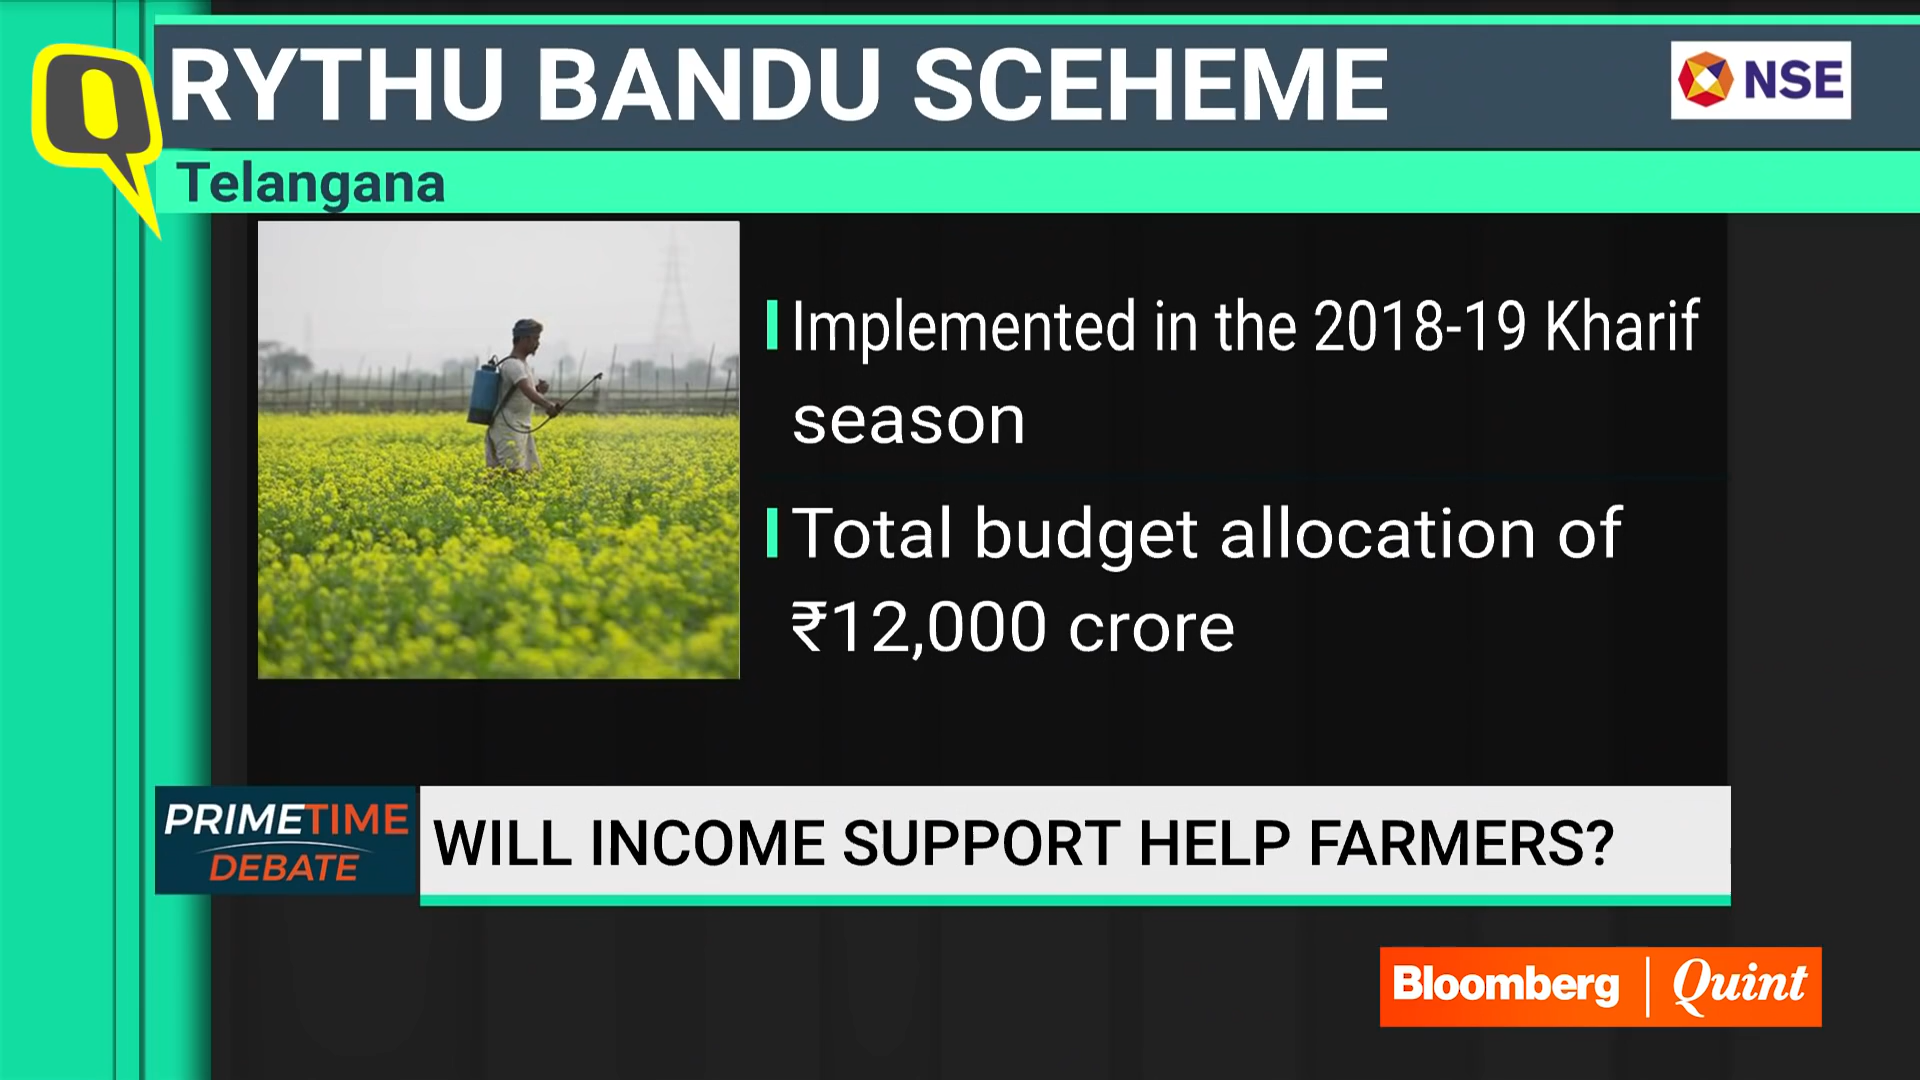 RYTHU BANDU SCEHEME
NSE
Telangana
Implemented in the 2018-19 Kharif
season
Total budget allocation of
₹12,000 crore
PRIMETIME
DEBATE
WILL INCOME SUPPORT HELP FARMERS?
Bloomberg | Quint